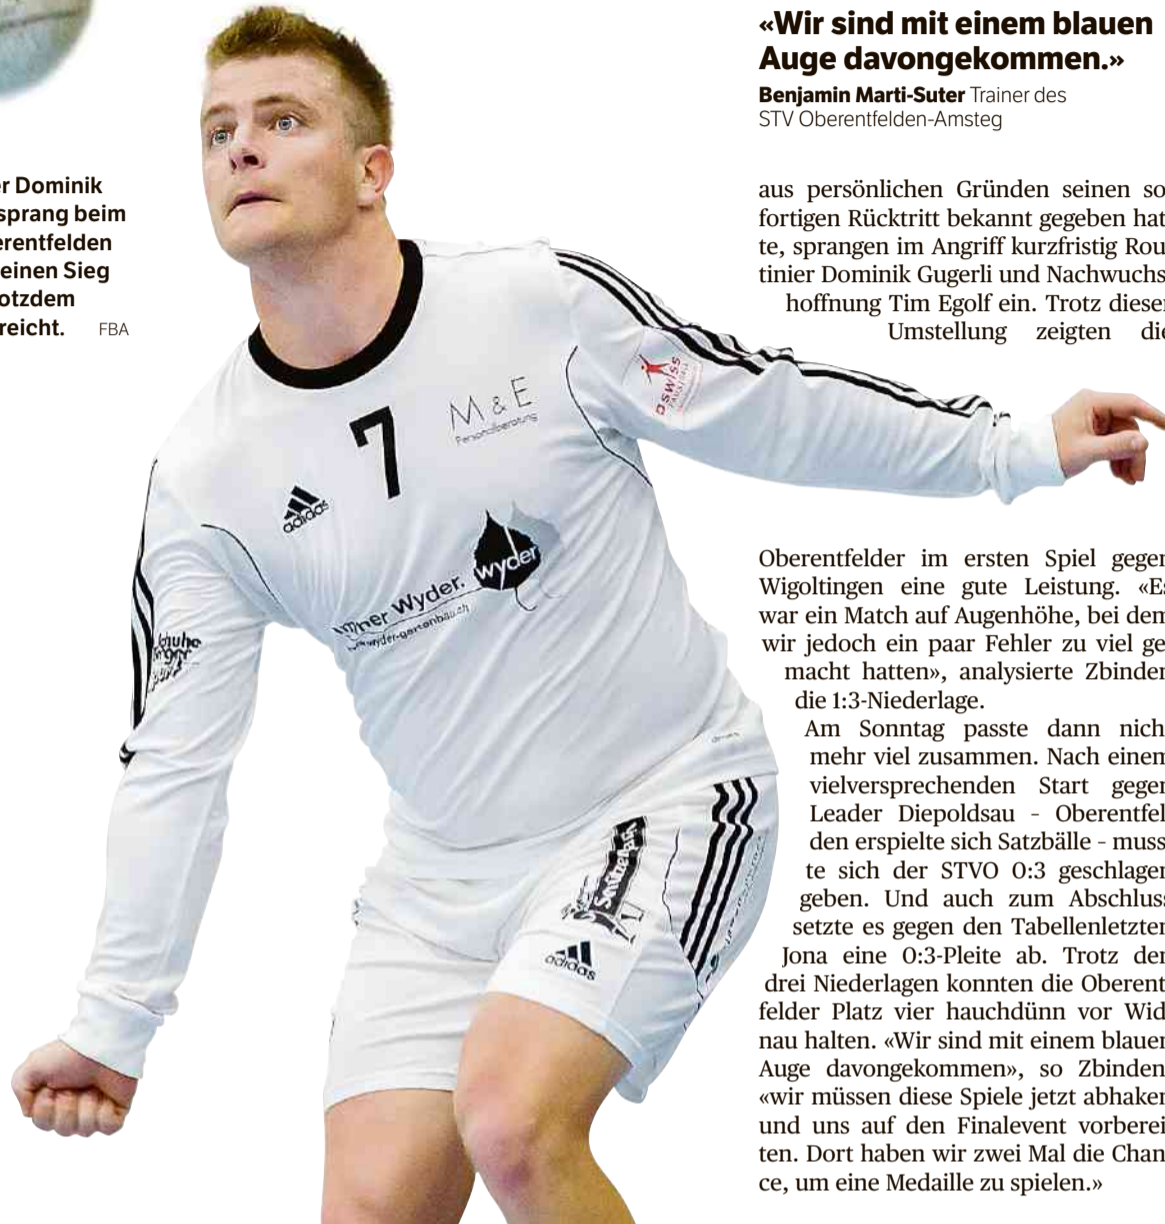 «Wir sind mit einem blauen
Auge davongekommen.»
Benjamin Marti-Suter Trainer des
STV Oberentfelden-Amsteg
er Dominik
sprang beim
erentfelden
einen Sieg
otzdem
reicht. FBA
aus persönlichen Gründen seinen so
fortigen Rücktritt bekannt gegeben hat
te, sprangen im Angriff kurzfristig Rou
tinier Dominik Gugerli und Nachwuchs
hoffnung Tim Egolf ein. Trotz dieser
Umstellung zeigten die
Oberentfelder im ersten Spiel gegen
Wigoltingen eine gute Leistung. «Es
war ein Match auf Augenhöhe, bei dem
wir jedoch ein paar Fehler zu viel ge
macht hatten», analysierte Zbinden
die 1:3-Niederlage.
Am Sonntag passte dann nich
mehr viel zusammen. Nach einem
vielversprechenden Start gegen
Leader Diepoldsau – Oberentfel
den erspielte sich Satzbälle – muss
te sich der STVO 0:3 geschlagen
geben. Und auch zum Abschluss
setzte es gegen den Tabellenletzten
Jona eine 0:3-Pleite ab. Trotz der
drei Niederlagen konnten die Oberent
felder Platz vier hauchdünn vor Wid
nau halten. «Wir sind mit einem blauen
Auge davongekommen», so Zbinden
«wir müssen diese Spiele jetzt abhaken
und uns auf den Finalevent vorberei
ten. Dort haben wir zwei Mal die Chan
ce, um eine Medaille zu spielen.»
7
M & E
Personalberatung
adidas
wyder
Wyder.
wyder-gartenbau.ch
swiss
adidas